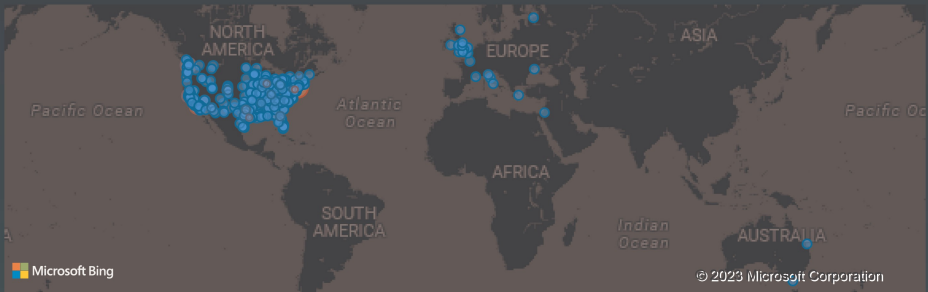 NORTH
AMERICA
EUROPE
ASIA
Pacific Ocean
Atlantic
Ocean
Pacific Oc
AFRICA
SOUTH
AMERICA
Indian
Ocean
AUSTRALIA
A
Microsoft Bing
© 2023 Microsoft Corporation